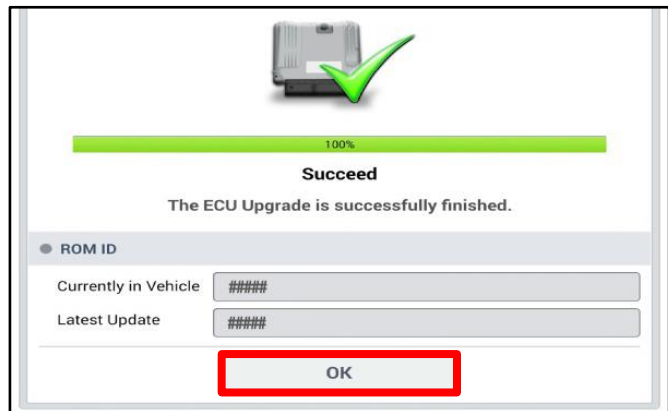 100%
Succeed
The ECU Upgrade is successfully finished.
ROM ID
Currently in Vehicle #####
Latest Update #####
OK